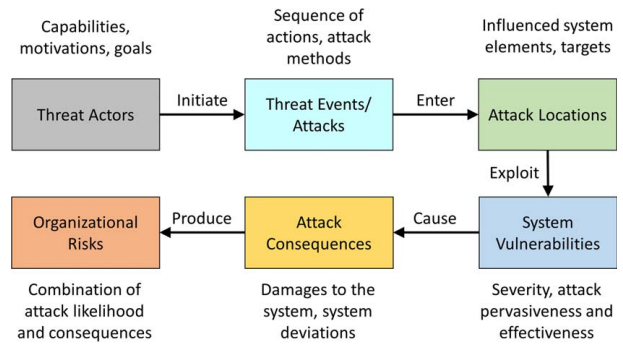 Capabilities,
motivations, goals
Sequence of
actions, attack
methods
Influenced system
elements, targets
Threat Actors
Initiate
Threat Events/
Attacks
Enter
Attack Locations
Exploit
Organizational
Risks
Produce
Attack
Consequences
Cause
System
Vulnerabilities
Combination of
attack likelihood
and consequences
Damages to the
system, system
deviations
Severity, attack
pervasiveness and
effectiveness